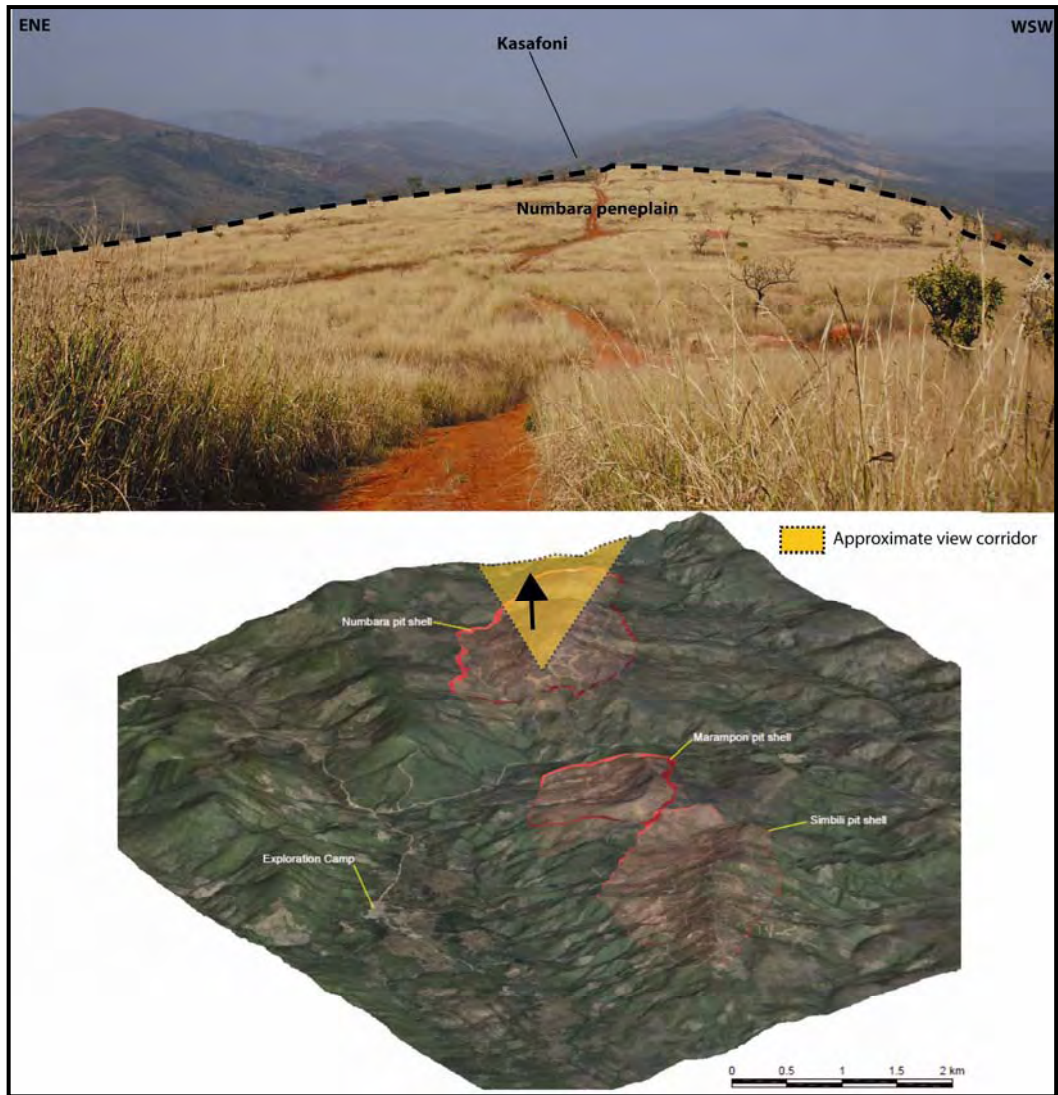 ENE
WSW
Kasafoni
Numbara peneplain
Approximate view corridor
Numbara pit shell
Marampon pit shell
Simbili pit shell
Exploration Camp
0 0.5 1 1.5 2 km